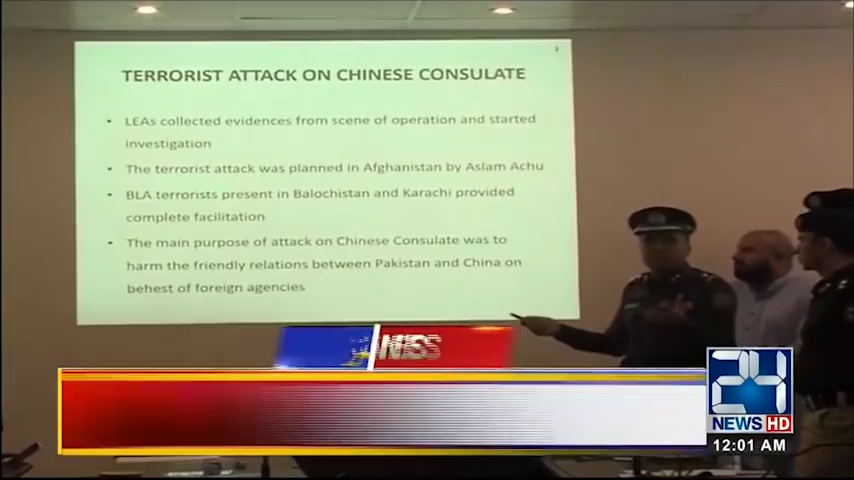 2
TERRORIST ATTACK ON CHINESE CONSULATE
• LEAs collected evidences from scene of operation and started
investigation
• The terrorist attack was planned in Afghanistan by Aslam Achu
• BLA terrorists present in Balochistan and Karachi provided
complete facilitation
• The main purpose of attack on Chinese Consulate was to
harm the friendly relations between Pakistan and China on
behest of foreign agencies
24
NEWS HD
12:01 AM